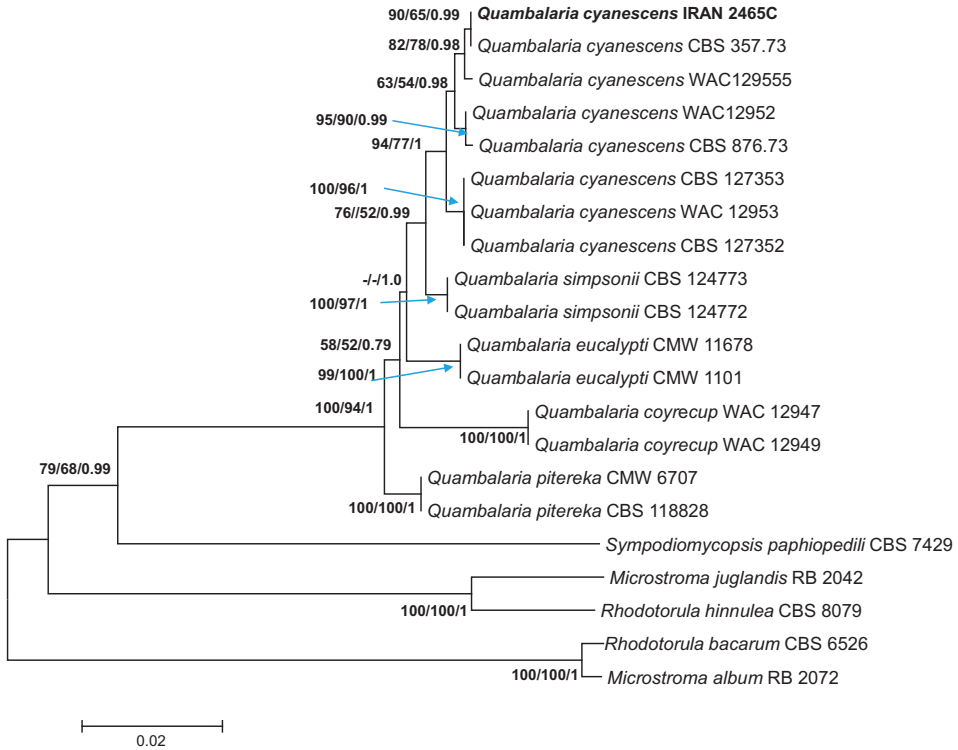 90/65/0.99
Quambalaria cyanescens IRAN 2465C
82/78/0.98
Quambalaria cyanescens CBS 357.73
Quambalaria cyanescens WAC129555
63/54/0.98
Quambalaria cyanescens WAC12952
95/90/0.99
Quambalaria cyanescens CBS 876.73
94/77/1
Quambalaria cyanescens CBS 127353
100/96/1
Quambalaria cyanescens WAC 12953
76//52/0.99
Quambalaria cyanescens CBS 127352
-/-/1.0
Quambalaria simpsonii CBS 124773
100/97/1
Quambalaria simpsonii CBS 124772
58/52/0.79
Quambalaria eucalypti CMW 11678
99/100/1
Quambalaria eucalypti CMW 1101
100/94/1
Quambalaria coyrecup WAC 12947
100/100/1
Quambalaria coyrecup WAC 12949
79/68/0.99
Quambalaria pitereka CMW 6707
100/100/1
Quambalaria pitereka CBS 118828
Sympodiomycopsis paphiopedili CBS 7429
Microstroma juglandis RB 2042
100/100/1
Rhodotorula hinnulea CBS 8079
Rhodotorula bacarum CBS 6526
100/100/1
Microstroma album RB 2072
0.02